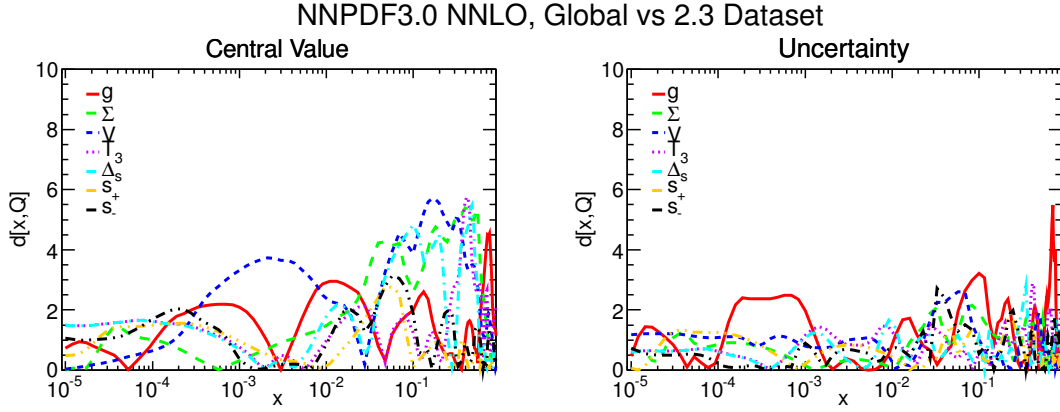 NNPDF3.0 NNLO, Global vs 2.3 Dataset
Central Value
10
8
6
4
2
0
d[x,Q]
g
Σ
V
T₃
Δₛ
s₊
s₋
10⁻⁵ 10⁻⁴ 10⁻³ 10⁻² 10⁻¹
x
Uncertainty
10
8
6
4
2
0
d[x,Q]
g
Σ
V
T₃
Δₛ
s₊
s₋
10⁻⁵ 10⁻⁴ 10⁻³ 10⁻² 10⁻¹
x